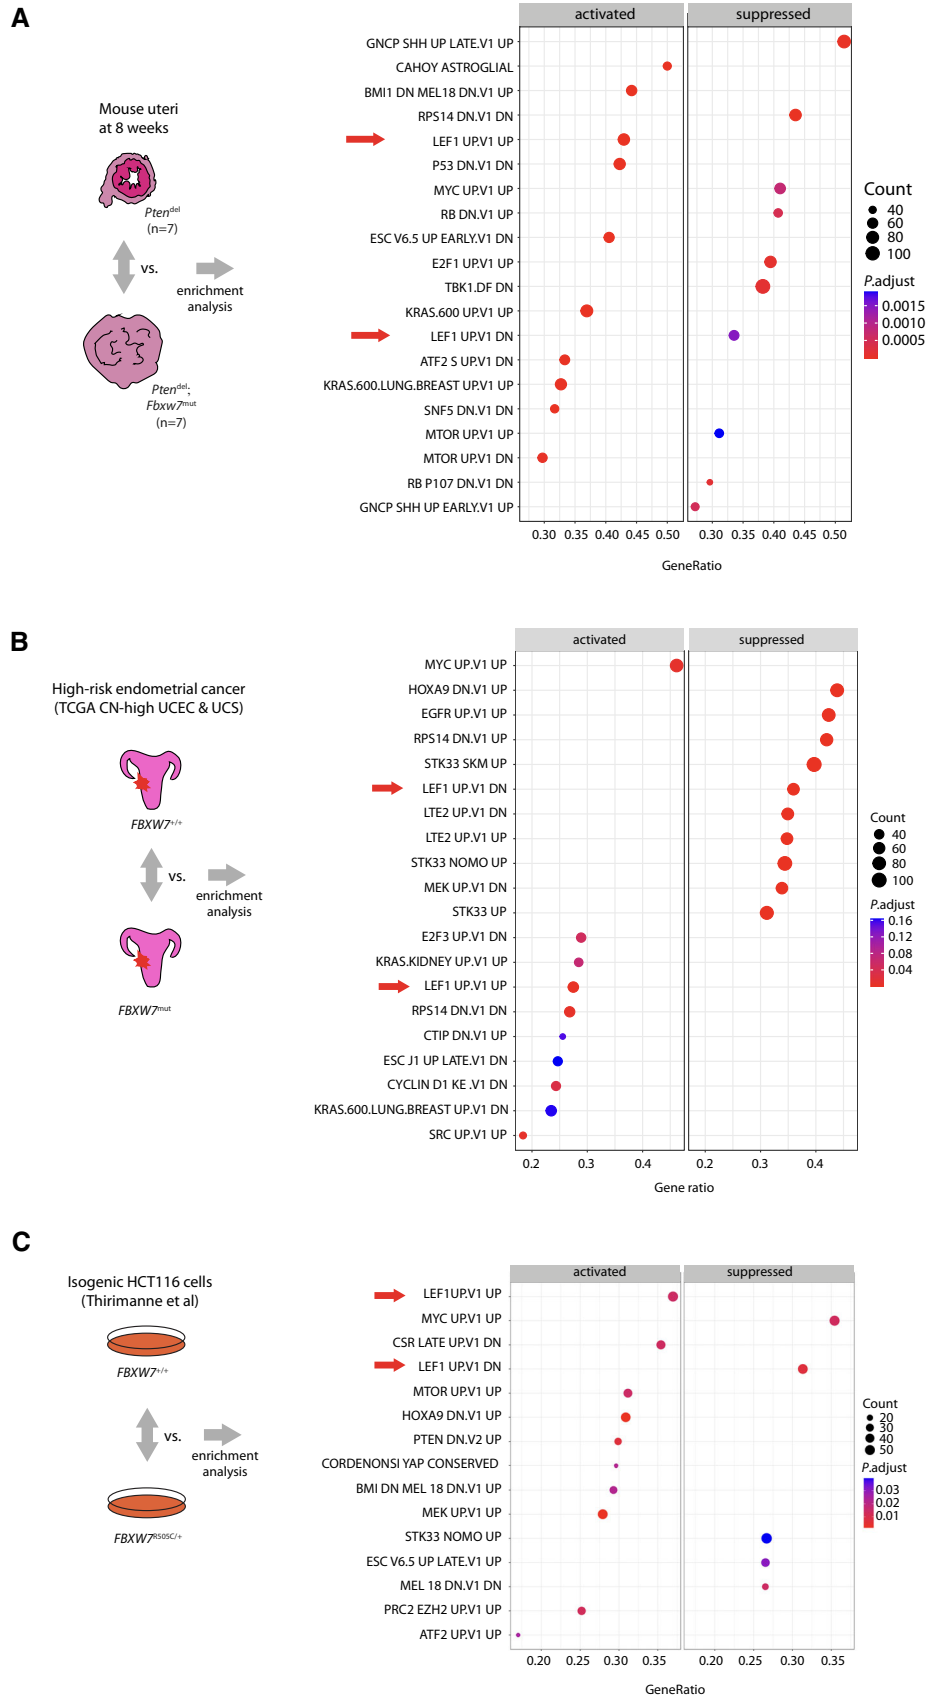 A
activated
suppressed
GNCP SHH UP LATE.V1 UP
CAHOY ASTROGLIAL
BMI1 DN MEL18 DN.V1 UP
RPS14 DN.V1 DN
LEF1 UP.V1 UP
P53 DN.V1 DN
MYC UP.V1 UP
RB DN.V1 UP
ESC V6.5 UP EARLY.V1 DN
E2F1 UP.V1 UP
TBK1.DF DN
KRAS.600 UP.V1 UP
LEF1 UP.V1 DN
ATF2 S UP.V1 DN
KRAS.600.LUNG.BREAST UP.V1 UP
SNF5 DN.V1 DN
MTOR UP.V1 UP
MTOR UP.V1 DN
RB P107 DN.V1 DN
GNCP SHH UP EARLY.V1 UP
Mouse uteri
at 8 weeks
Pten^del
(n=7)
vs.
enrichment
analysis
Pten^del;
Fbxw7^mut
(n=7)
0.30 0.35 0.40 0.45 0.50
0.30 0.35 0.40 0.45 0.50
GeneRatio
Count
40
60
80
100
P.adjust
0.0015
0.0010
0.0005
B
activated
suppressed
High-risk endometrial cancer
(TCGA CN-high UCEC & UCS)
FBXW7^+/+
vs.
enrichment
analysis
FBXW7^mut
MYC UP.V1 UP
HOXA9 DN.V1 UP
EGFR UP.V1 UP
RPS14 DN.V1 UP
STK33 SKM UP
LEF1 UP.V1 DN
LTE2 UP.V1 DN
LTE2 UP.V1 UP
STK33 NOMO UP
MEK UP.V1 DN
STK33 UP
E2F3 UP.V1 DN
KRAS.KIDNEY UP.V1 UP
LEF1 UP.V1 UP
RPS14 DN.V1 DN
CTIP DN.V1 UP
ESC J1 UP LATE.V1 DN
CYCLIN D1 KE .V1 DN
KRAS.600.LUNG.BREAST UP.V1 DN
SRC UP.V1 UP
0.2 0.3 0.4
0.2 0.3 0.4
Gene ratio
Count
40
60
80
100
P.adjust
0.16
0.12
0.08
0.04
C
activated
suppressed
Isogenic HCT116 cells
(Thirimanne et al)
FBXW7^+/+
vs.
enrichment
analysis
FBXW7^R505C/+
LEF1UP.V1 UP
MYC UP.V1 UP
CSR LATE UP.V1 DN
LEF1 UP.V1 DN
MTOR UP.V1 UP
HOXA9 DN.V1 UP
PTEN DN.V2 UP
CORDENONSI YAP CONSERVED
BMI DN MEL 18 DN.V1 UP
MEK UP.V1 UP
STK33 NOMO UP
ESC V6.5 UP LATE.V1 UP
MEL 18 DN.V1 DN
PRC2 EZH2 UP.V1 UP
ATF2 UP.V1 UP
0.20 0.25 0.30 0.35
0.20 0.25 0.30 0.35
GeneRatio
Count
20
30
40
50
P.adjust
0.03
0.02
0.01